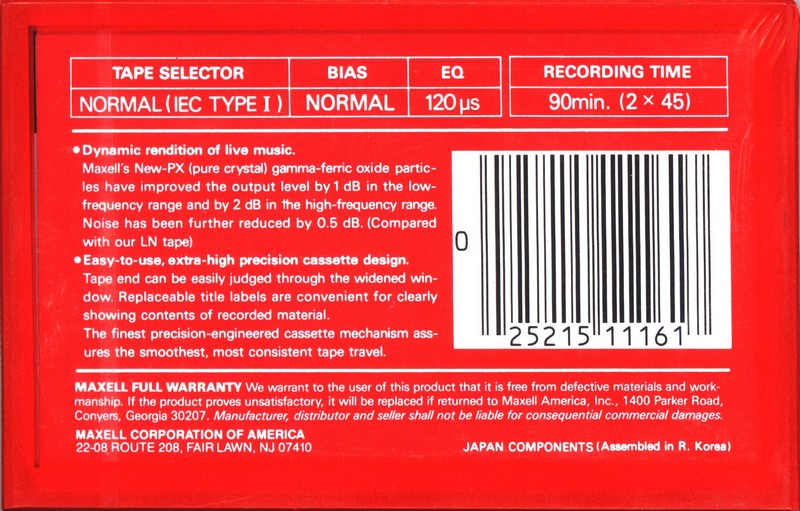 TAPE SELECTOR BIAS EQ RECORDING TIME
NORMAL (IEC TYPE I) NORMAL 120 µs 90min. (2 × 45)
• Dynamic rendition of live music.
Maxell's New-PX (pure crystal) gamma-ferric oxide partic-
les have improved the output level by 1 dB in the low-
frequency range and by 2 dB in the high-frequency range.
Noise has been further reduced by 0.5 dB. (Compared
with our LN tape)
• Easy-to-use, extra-high precision cassette design.
Tape end can be easily judged through the widened win-
dow. Replaceable title labels are convenient for clearly
showing contents of recorded material.
The finest precision-engineered cassette mechanism ass-
ures the smoothest, most consistent tape travel.
0
25215 11161
MAXELL FULL WARRANTY We warrant to the user of this product that it is free from defective materials and work-
manship. If the product proves unsatisfactory, it will be replaced if returned to Maxell America, Inc., 1400 Parker Road,
Conyers, Georgia 30207. Manufacturer, distributor and seller shall not be liable for consequential commercial damages.
MAXELL CORPORATION OF AMERICA
22-08 ROUTE 208, FAIR LAWN, NJ 07410
JAPAN COMPONENTS (Assembled in R. Korea)